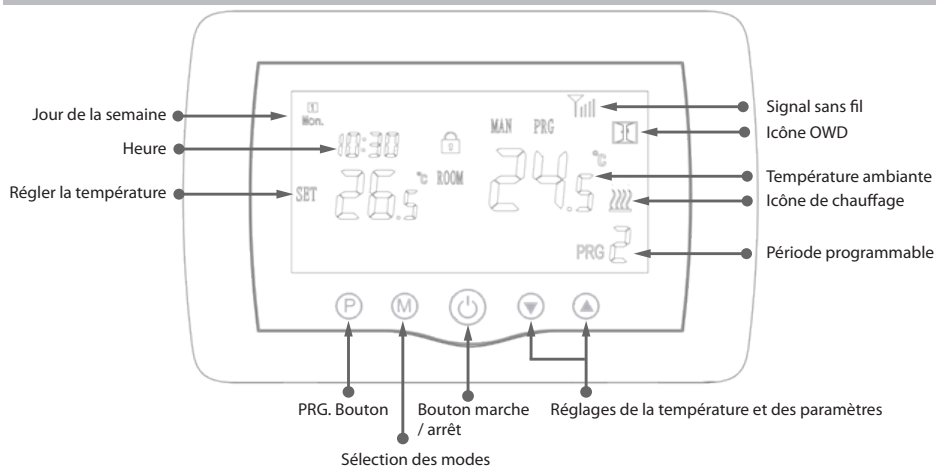 Jour de la semaine
1
Mon.
Signal sans fil
Icône OWD
Heure
10:30
MAN PRG
Régler la température
SET
26.5
°C
ROOM
24.5
°C
Température ambiante
Icône de chauffage
PRG 2
Période programmable
P
M
PRG. Bouton
Bouton marche
/ arrêt
Réglages de la température et des paramètres
Sélection des modes